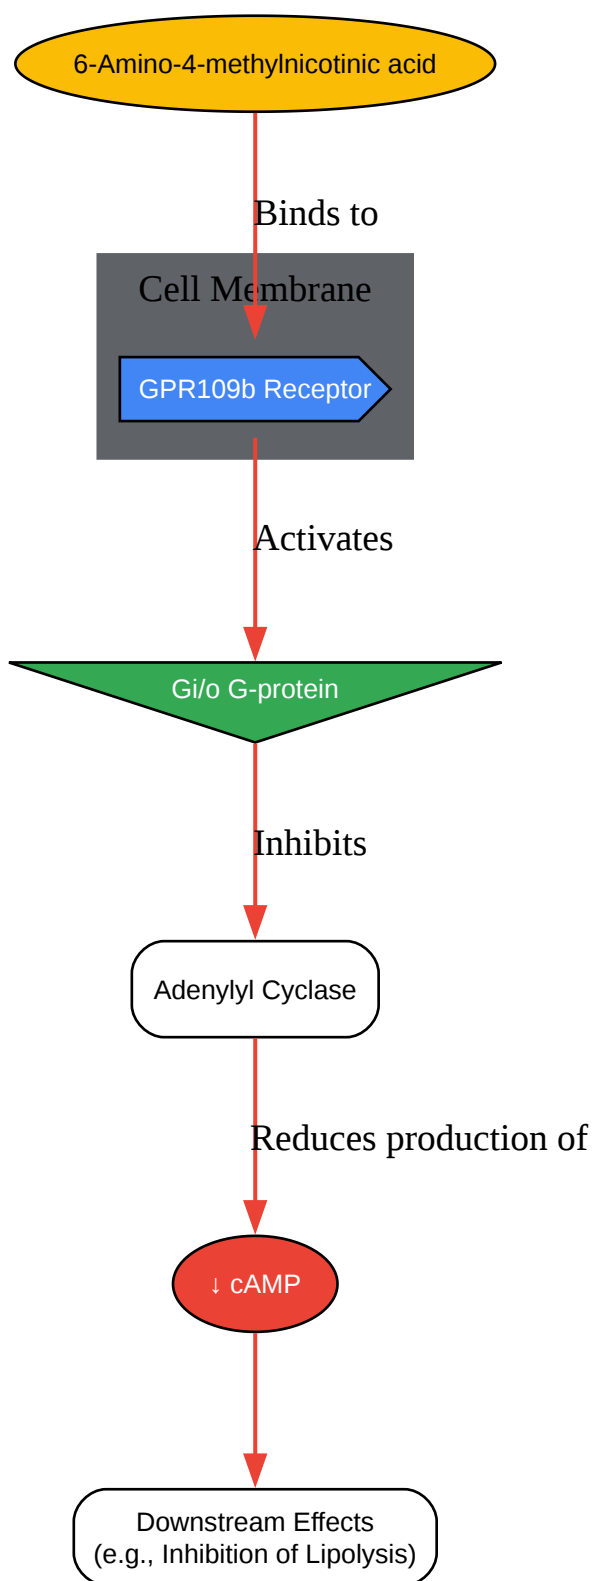 6-Amino-4-methylnicotinic acid
Binds to
Cell Membrane
GPR109b Receptor
Activates
Gi/o G-protein
Inhibits
Adenylyl Cyclase
Reduces production of
↓ cAMP
Downstream Effects
(e.g., Inhibition of Lipolysis)